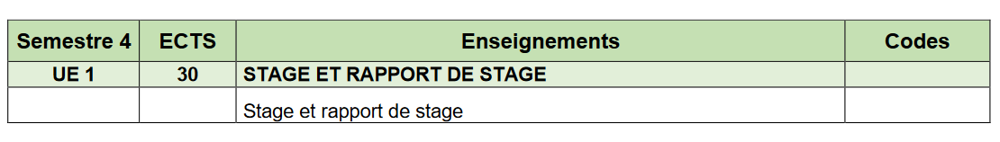 Semestre 4 ECTS Enseignements Codes
UE 1 30 STAGE ET RAPPORT DE STAGE
Stage et rapport de stage